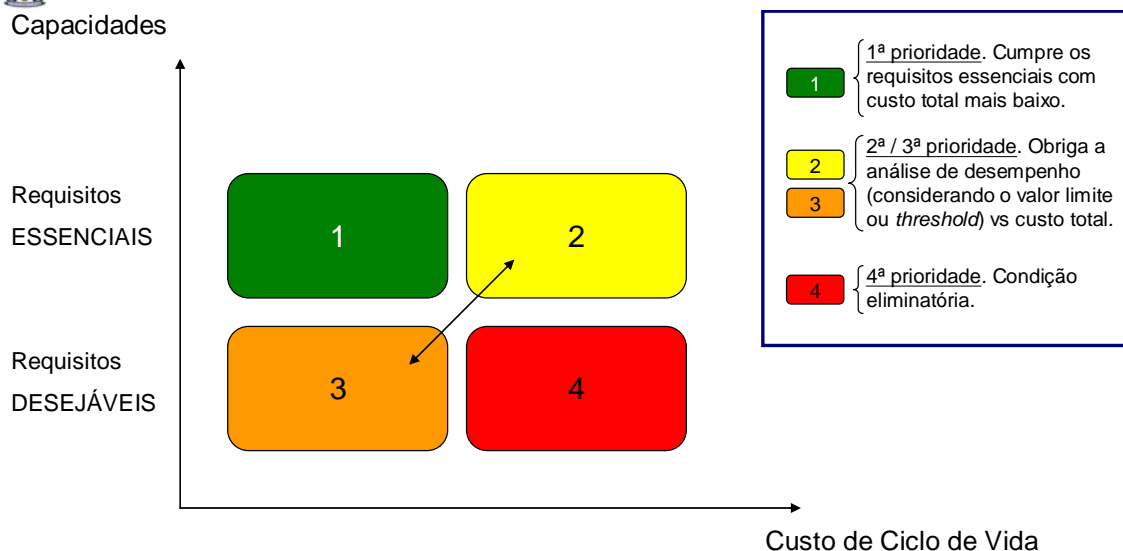 Capacidades
Requisitos
ESSENCIAIS
1
2
Requisitos
DESEJÁVEIS
3
4
Custo de Ciclo de Vida
1
1ª prioridade. Cumpre os
requisitos essenciais com
custo total mais baixo.
2
3
2ª / 3ª prioridade. Obriga a
análise de desempenho
(considerando o valor limite
ou threshold) vs custo total.
4
4ª prioridade. Condição
eliminatória.